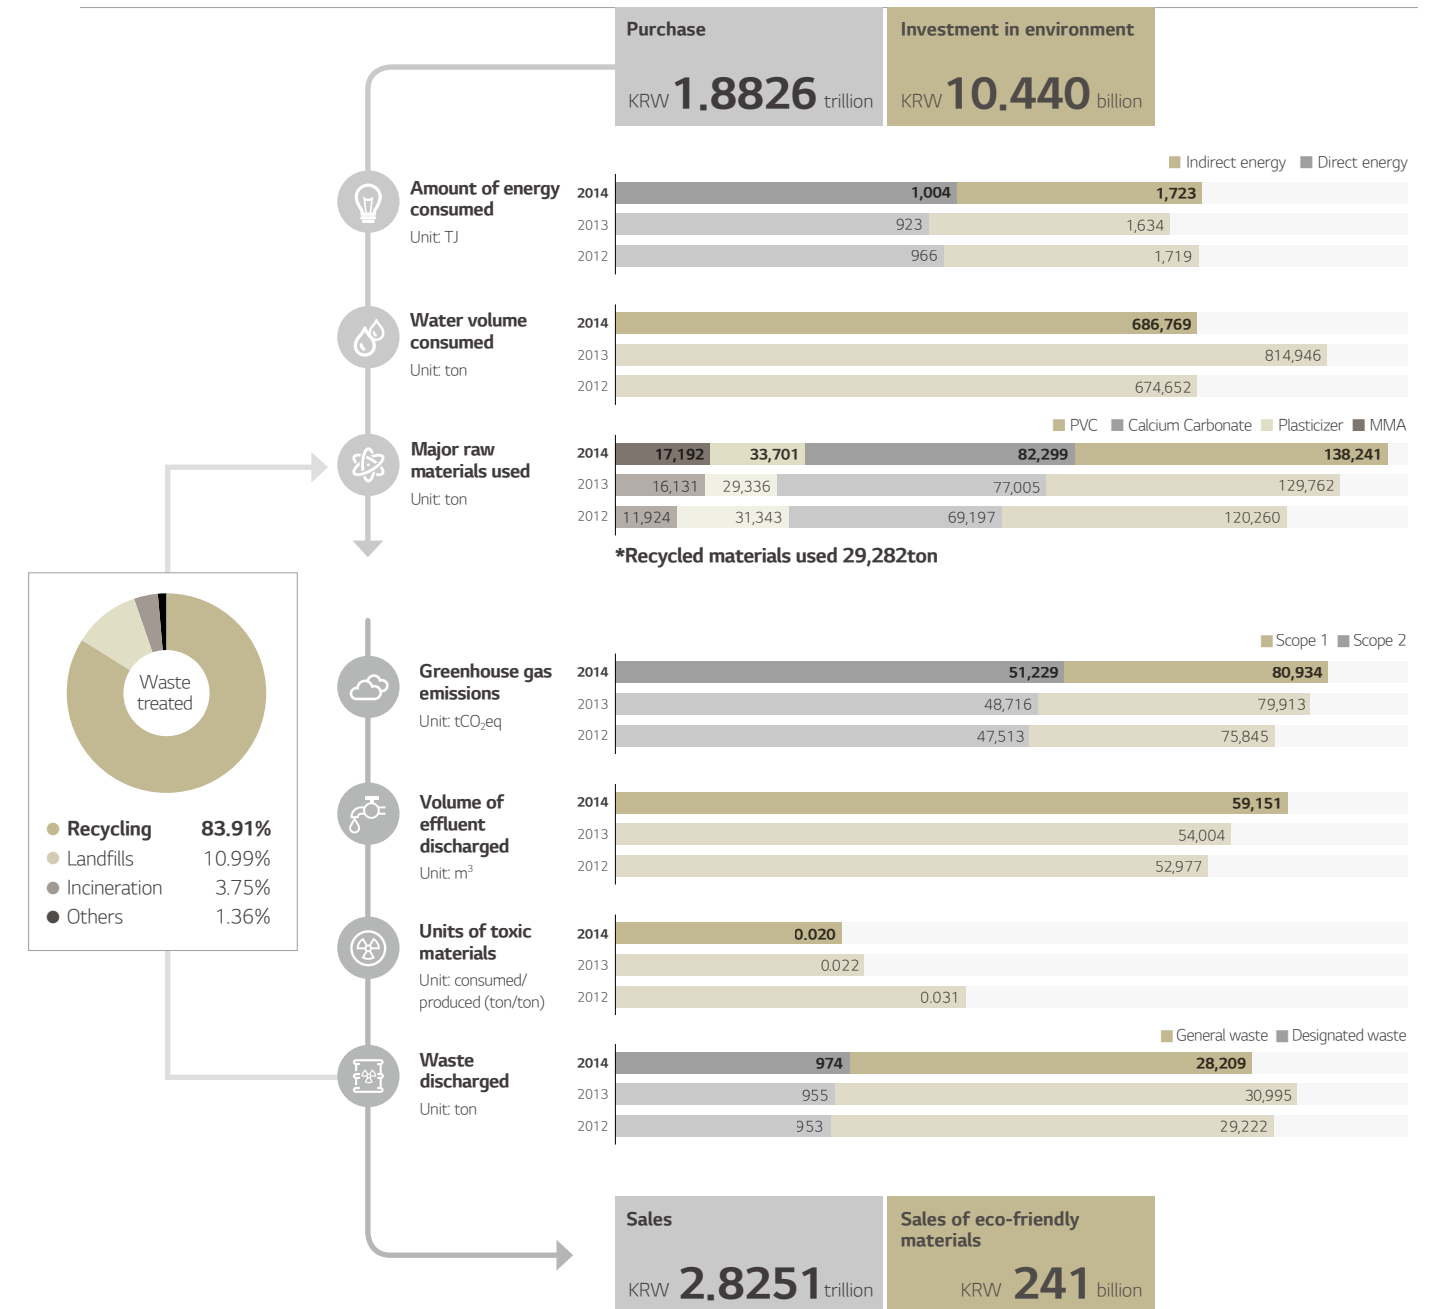 Purchase
KRW 1.8826 trillion
Investment in environment
KRW 10.440 billion
Indirect energy Direct energy
Amount of energy
consumed
Unit: TJ
2014 1,004 1,723
2013 923 1,634
2012 966 1,719
Water volume
consumed
Unit: ton
2014 686,769
2013 814,946
2012 674,652
PVC Calcium Carbonate Plasticizer MMA
Major raw
materials used
Unit: ton
2014 17,192 33,701 82,299 138,241
2013 16,131 29,336 77,005 129,762
2012 11,924 31,343 69,197 120,260
*Recycled materials used 29,282ton
Waste
treated
Recycling 83.91%
Landfills 10.99%
Incineration 3.75%
Others 1.36%
Scope 1 Scope 2
Greenhouse gas
emissions
Unit: tCO₂eq
2014 51,229 80,934
2013 48,716 79,913
2012 47,513 75,845
Volume of
effluent
discharged
Unit: m³
2014 59,151
2013 54,004
2012 52,977
Units of toxic
materials
Unit: consumed/
produced (ton/ton)
2014 0.020
2013 0.022
2012 0.031
General waste Designated waste
Waste
discharged
Unit: ton
2014 974 28,209
2013 955 30,995
2012 953 29,222
Sales
KRW 2.8251 trillion
Sales of eco-friendly
materials
KRW 241 billion